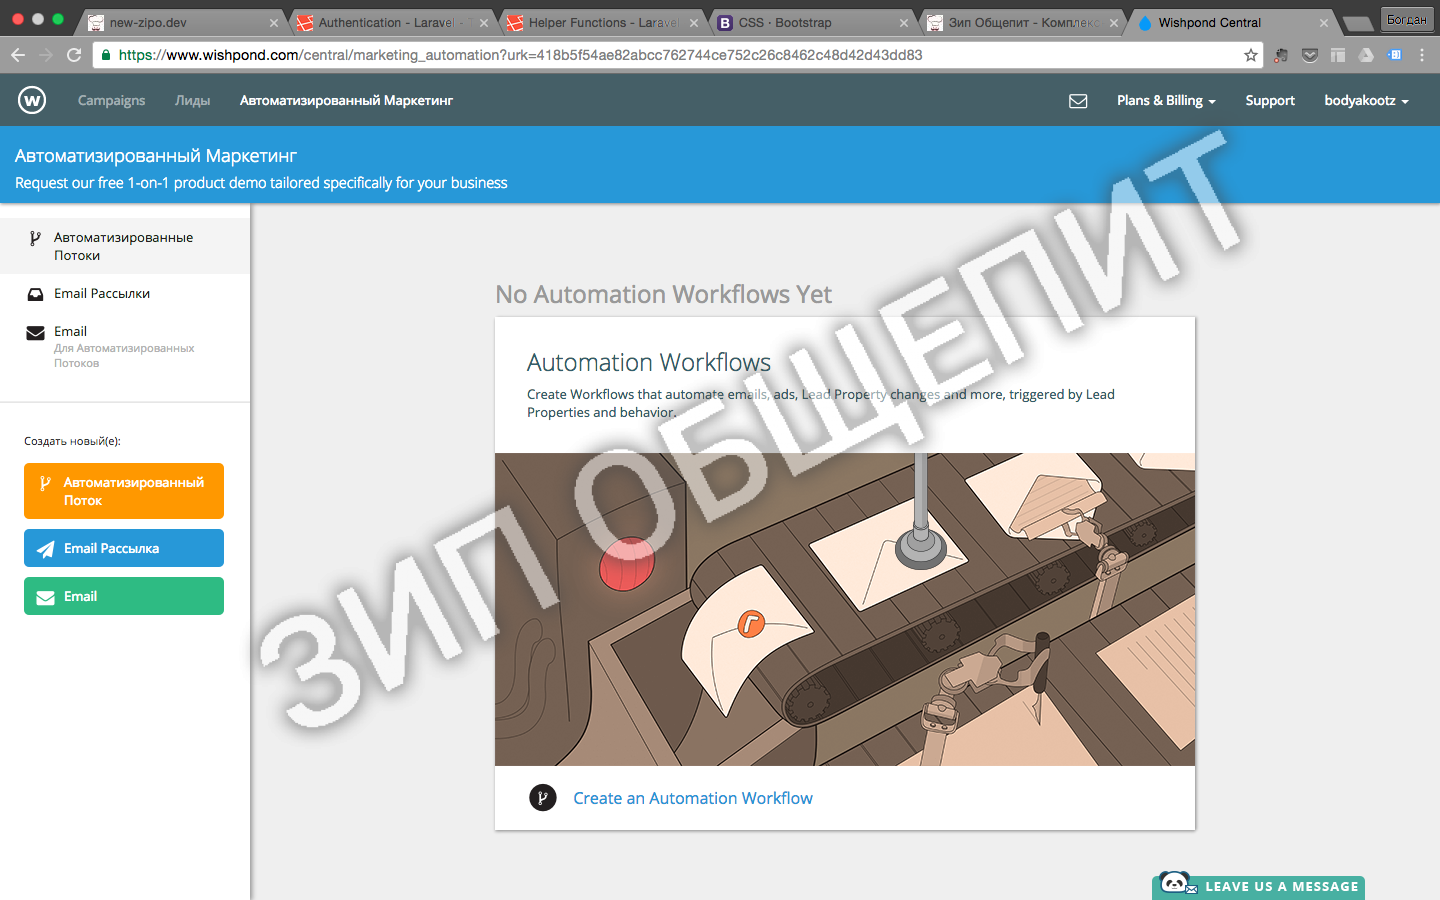 new-zipo.dev
Authentication - Laravel - T
Helper Functions - Laravel
CSS · Bootstrap
Зип Общепит - Комплекс
Wishpond Central
Богдан
https://www.wishpond.com/central/marketing_automation?urk=418b5f54ae82abcc762744ce752c26c8462c48d42d43dd83
W
Campaigns
Лиды
Автоматизированный Маркетинг
Plans & Billing
Support
bodyakootz
Автоматизированный Маркетинг
Request our free 1-on-1 product demo tailored specifically for your business
Автоматизированные
Потоки
Email Рассылки
Email
Для Автоматизированных
Потоков
Создать новый(е):
Автоматизированный
Поток
Email Рассылка
Email
No Automation Workflows Yet
Automation Workflows
Create Workflows that automate emails, ads, Lead Property changes and more, triggered by Lead
Properties and behavior.
Create an Automation Workflow
ЗИП ОБЩЕПИТ
LEAVE US A MESSAGE